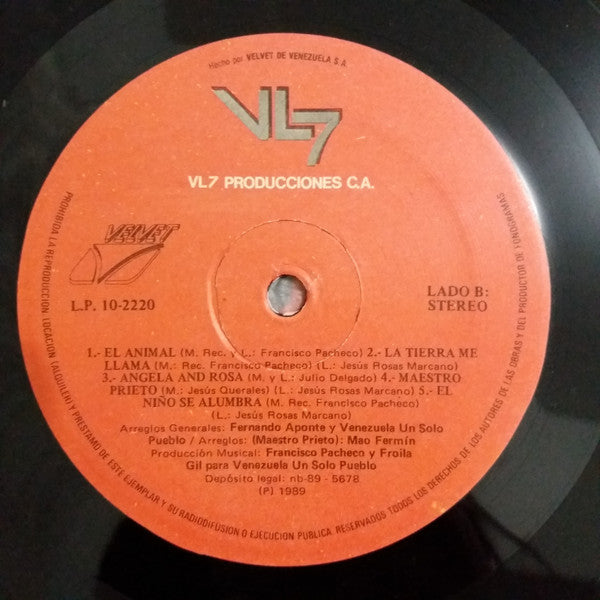 Hecho por VELVET DE VENEZUELA S.A.
VL7
VL7 PRODUCCIONES C.A.
VELVET
L.P. 10-2220
LADO B:
STEREO
1.- EL ANIMAL (M. Rec. y L.: Francisco Pacheco) 2.- LA TIERRA ME
LLAMA (M.: Rec. Francisco Pacheco) (L.: Jesús Rosas Marcano)
3.- ANGELA AND ROSA (M. y L.: Julio Delgado) 4.- MAESTRO
PRIETO (M.: Jesús Querales) (L.: Jesús Rosas Marcano) 5.- EL
NIÑO SE ALUMBRA (M. Rec. Francisco Pacheco)
(L.: Jesús Rosas Marcano)
Arreglos Generales: Fernando Aponte y Venezuela Un Solo
Pueblo / Arreglos: (Maestro Prieto): Mao Fermín
Producción Musical: Francisco Pacheco y Froila
Gil para Venezuela Un Solo Pueblo
Depósito legal: nb-89 - 5678
(P) 1989
PROHIBIDA LA REPRODUCCION, LOCACION (ALQUILER) Y PRESTAMO DE ESTE EJEMPLAR Y SU RADIODIFUSION O EJECUCION PUBLICA. RESERVADOS TODOS LOS DERECHOS DE LOS AUTORES DE LAS OBRAS Y DEL PRODUCTOR DE FONOGRAMAS